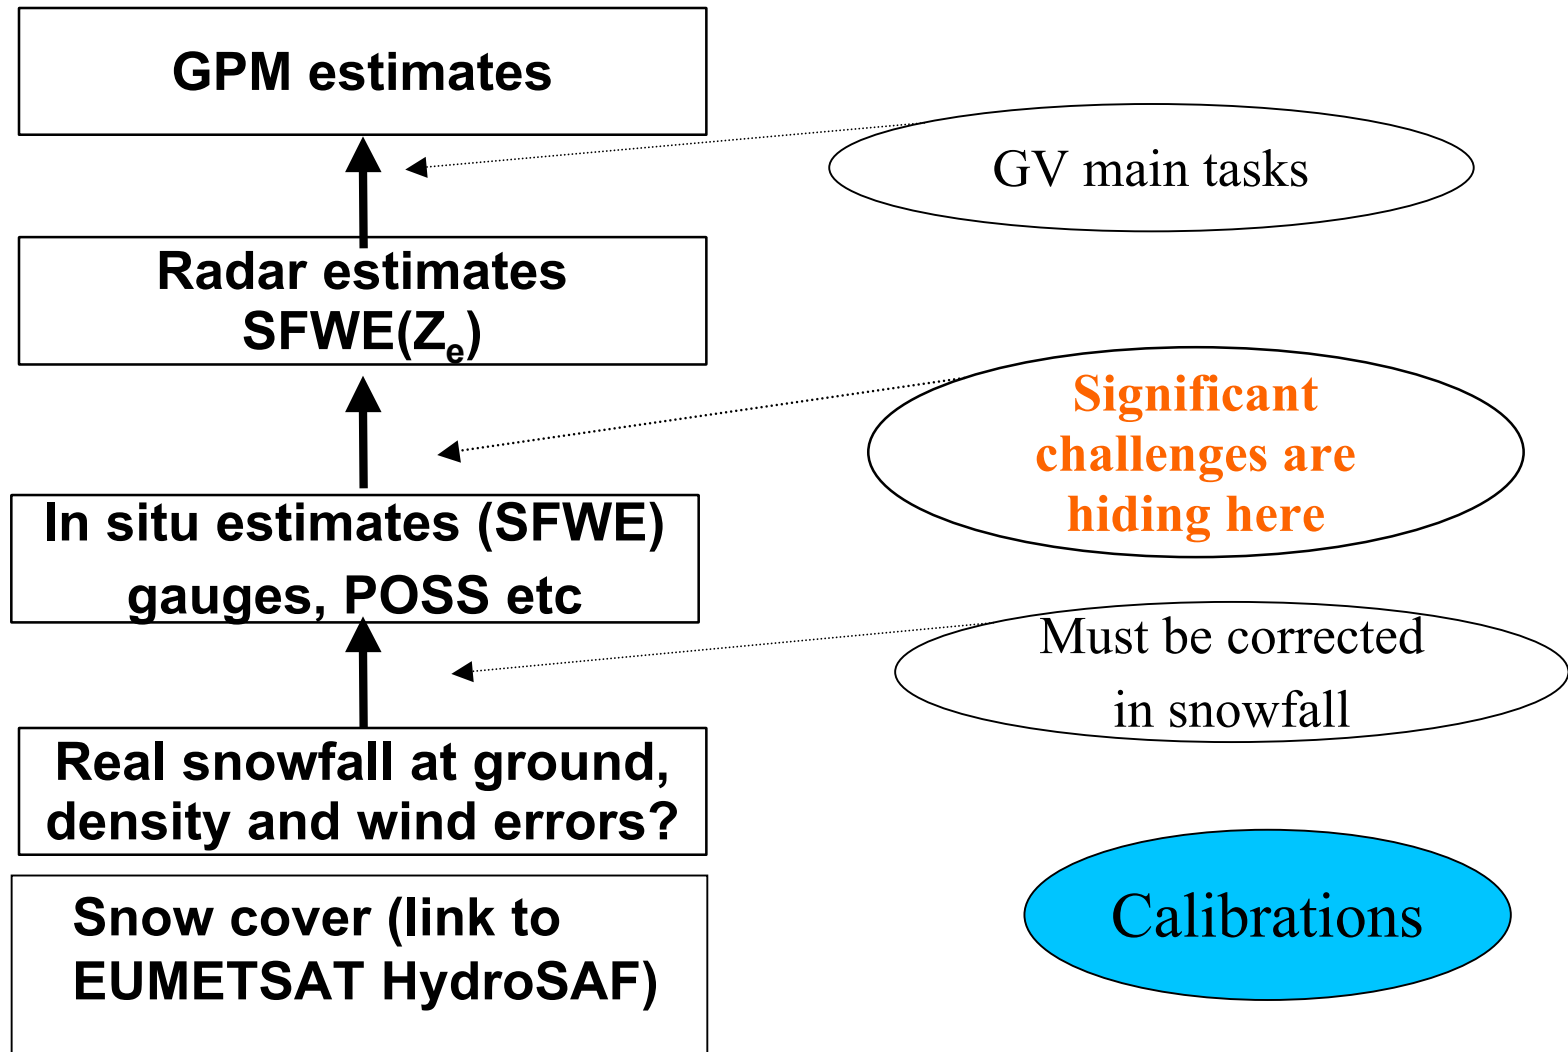 GPM estimates
GV main tasks
Radar estimates
SFWE(Zₑ)
Significant
challenges are
hiding here
In situ estimates (SFWE)
gauges, POSS etc
Must be corrected
in snowfall
Real snowfall at ground,
density and wind errors?
Snow cover (link to
EUMETSAT HydroSAF)
Calibrations